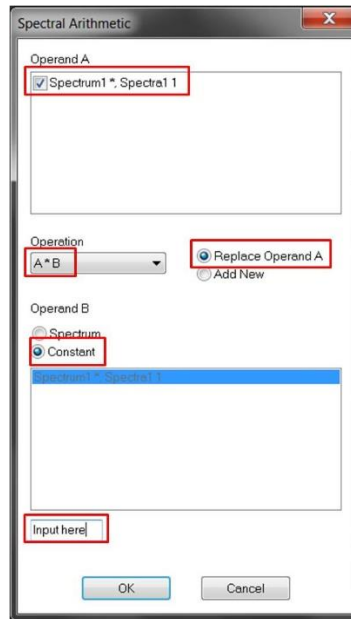 Spectral Arithmetic
Operand A
Spectrum1 *, Spectra1 1
Operation
A*B
Replace Operand A
Add New
Operand B
Spectrum
Constant
Spectrum1 *, Spectra1 1
Input here
OK
Cancel